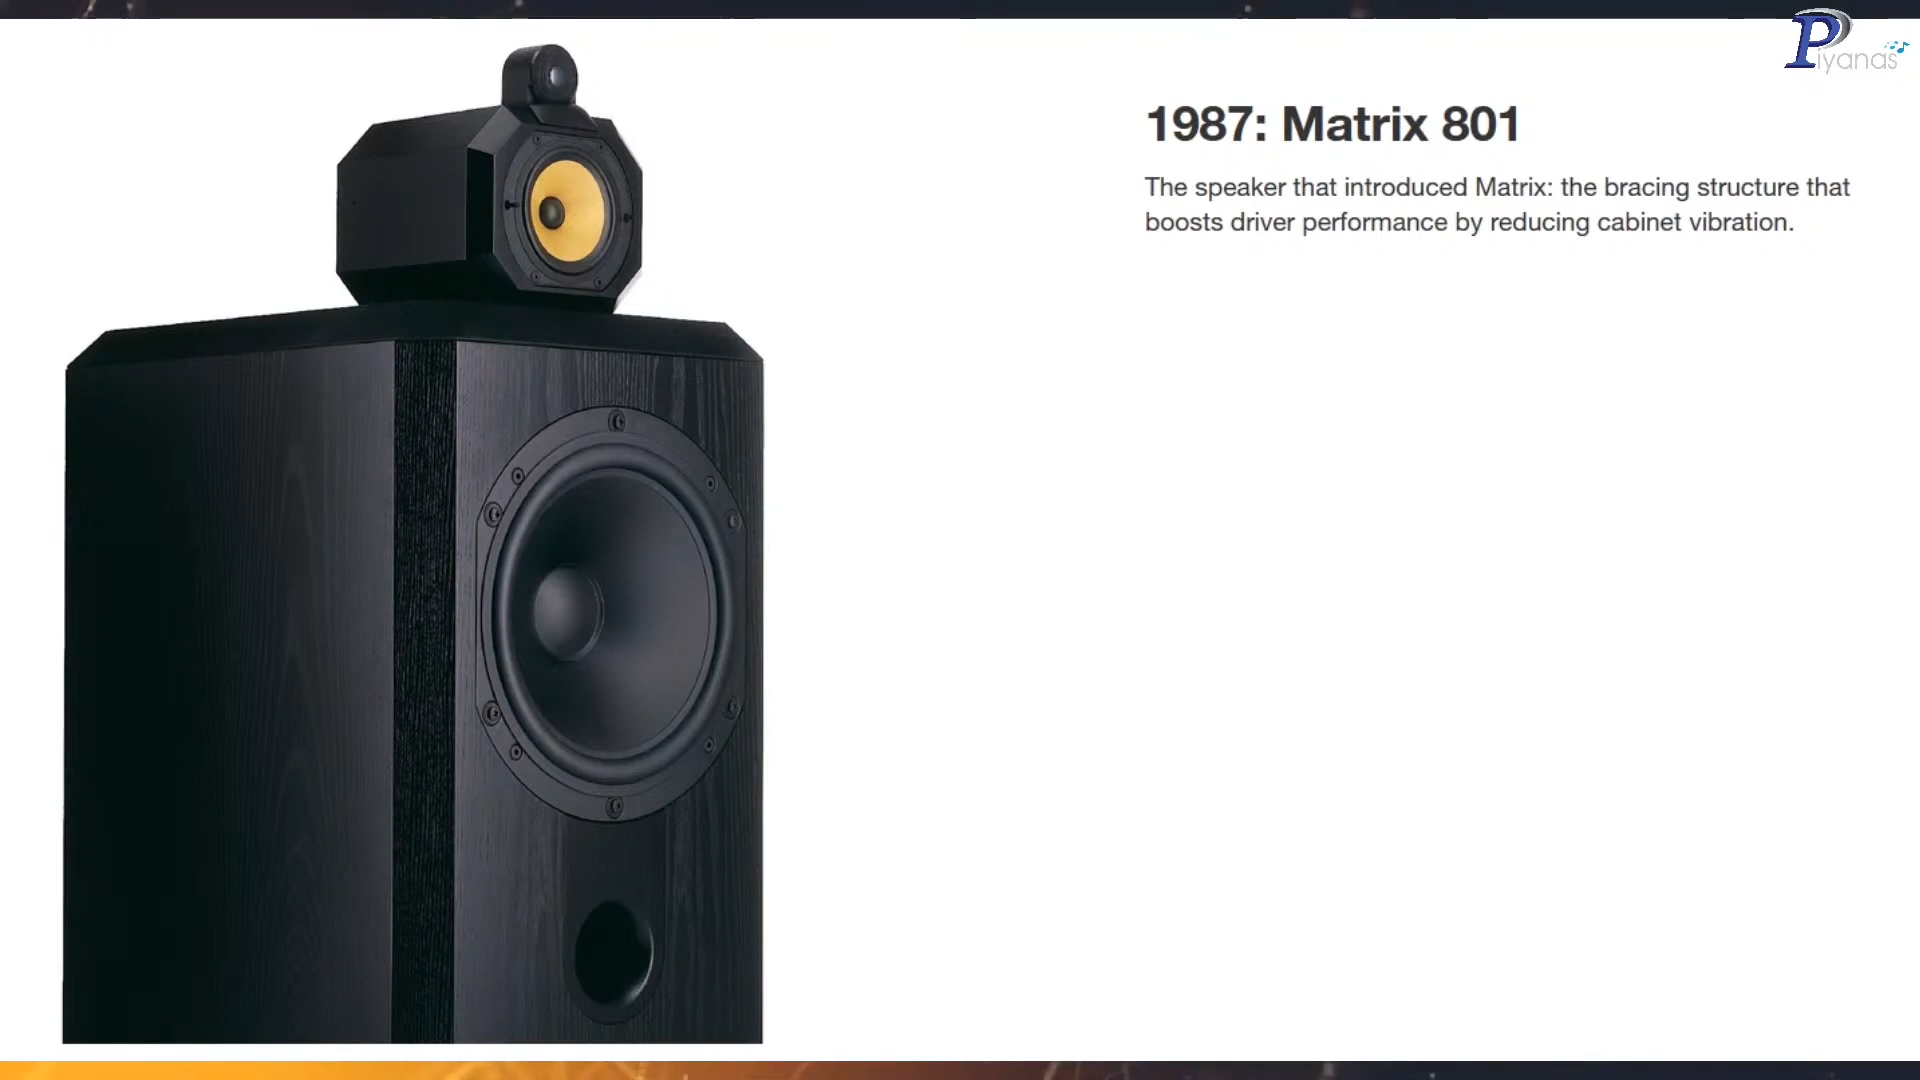 Piyanas
1987: Matrix 801
The speaker that introduced Matrix: the bracing structure that
boosts driver performance by reducing cabinet vibration.